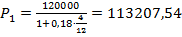 P₁ = 120000 / (1+0,18·4/12) = 113207,54